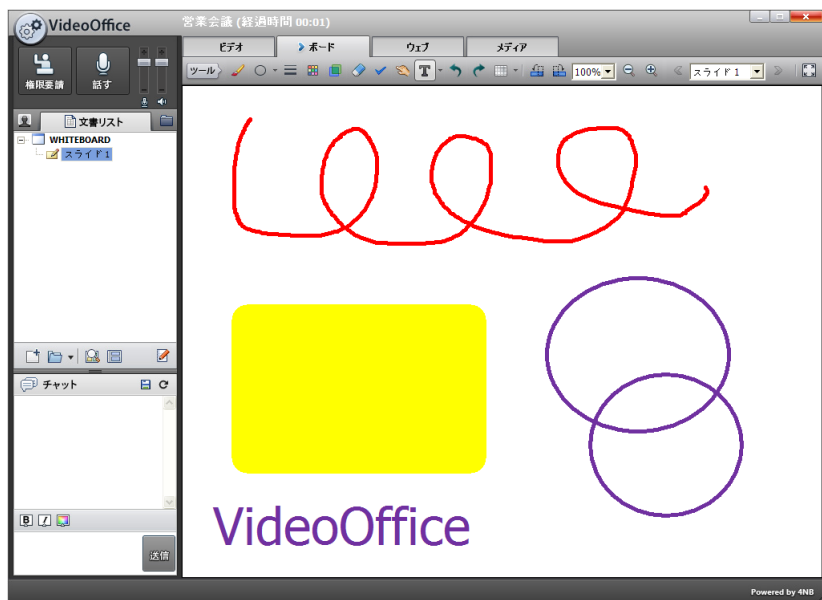 VideoOffice
営業会議 (経過時間 00:01)
権限要請
話す
ビデオ
ボード
ウェブ
メディア
ツール
T
100%
スライド 1
文書リスト
WHITEBOARD
スライド1
チャット
B I
送信
VideoOffice
Powered by 4NB